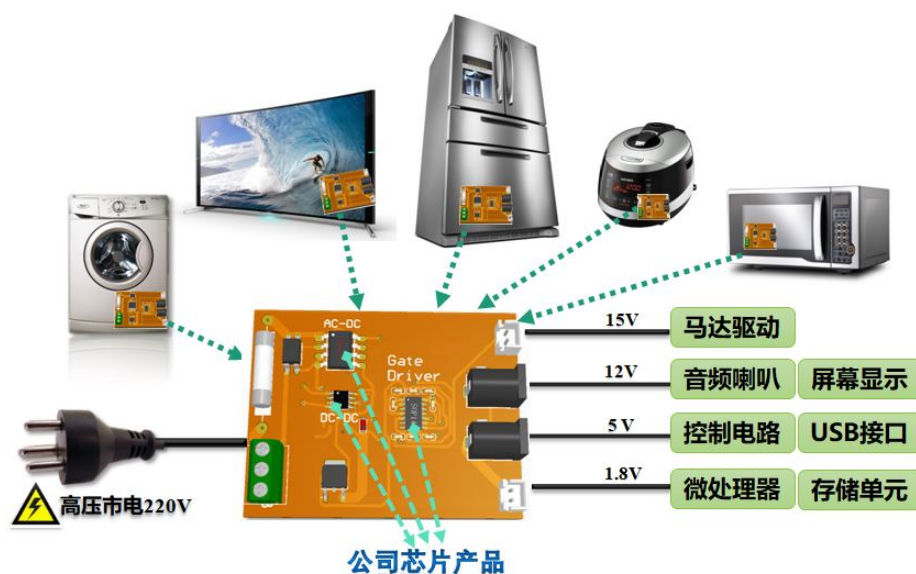 AC-DC
Gate
Driver
DC-DC
15V
马达驱动
12V
音频喇叭
屏幕显示
5 V
控制电路
USB接口
1.8V
微处理器
存储单元
高压市电220V
公司芯片产品